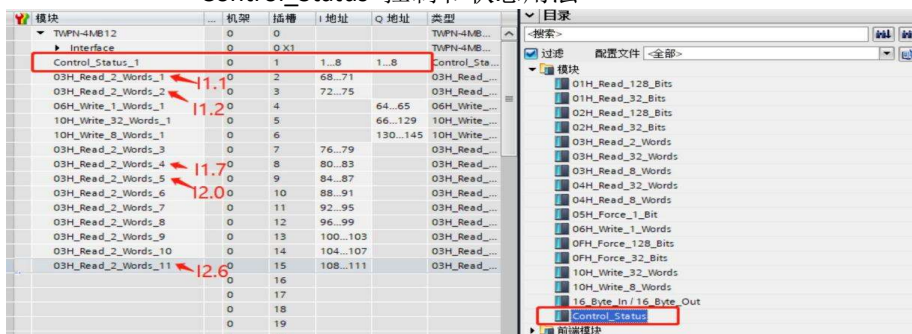 Control_Status 控制和状态用法
模块 ... 机架 插槽 I 地址 Q 地址 类型
TWPN-4MB12 0 0 TWPN-4MB...
Interface 0 0 X1 TWPN-4MB...
Control_Status_1 0 1 1...8 1...8 Control_Sta...
03H_Read_2_Words_1 I1.1 0 2 68...71 03H_Read_...
03H_Read_2_Words_2 I1.2 0 3 72...75 03H_Read_...
06H_Write_1_Words_1 0 4 64...65 06H_Write_...
10H_Write_32_Words_1 0 5 66...129 10H_Write_...
10H_Write_8_Words_1 0 6 130...145 10H_Write_...
03H_Read_2_Words_3 0 7 76...79 03H_Read_...
03H_Read_2_Words_4 I1.7 0 8 80...83 03H_Read_...
03H_Read_2_Words_5 I2.0 0 9 84...87 03H_Read_...
03H_Read_2_Words_6 0 10 88...91 03H_Read_...
03H_Read_2_Words_7 0 11 92...95 03H_Read_...
03H_Read_2_Words_8 0 12 96...99 03H_Read_...
03H_Read_2_Words_9 0 13 100...103 03H_Read_...
03H_Read_2_Words_10 0 14 104...107 03H_Read_...
03H_Read_2_Words_11 I2.6 0 15 108...111 03H_Read_...
0 16
0 17
0 18
0 19
目录
<搜索>
过滤 配置文件 <全部>
模块
01H_Read_128_Bits
01H_Read_32_Bits
02H_Read_128_Bits
02H_Read_32_Bits
03H_Read_2_Words
03H_Read_32_Words
03H_Read_8_Words
04H_Read_32_Words
04H_Read_8_Words
05H_Force_1_Bit
06H_Write_1_Words
0FH_Force_128_Bits
0FH_Force_32_Bits
10H_Write_32_Words
10H_Write_8_Words
16_Byte_In / 16_Byte_Out
Control_Status
前端模块